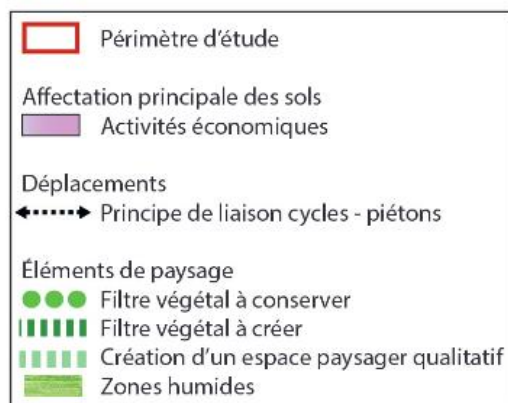 Périmètre d'étude
Affectation principale des sols
Activités économiques
Déplacements
Principe de liaison cycles - piétons
Éléments de paysage
Filtre végétal à conserver
Filtre végétal à créer
Création d'un espace paysager qualitatif
Zones humides